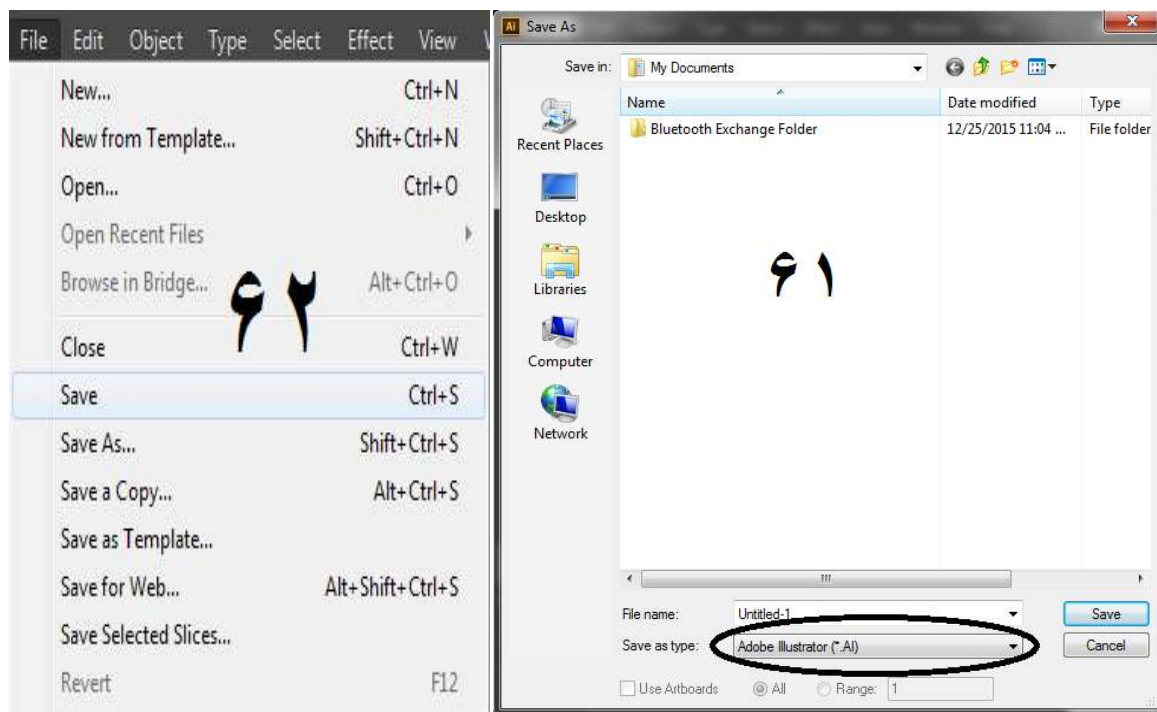 File Edit Object Type Select Effect View
New... Ctrl+N
New from Template... Shift+Ctrl+N
Open... Ctrl+O
Open Recent Files
Browse in Bridge... Alt+Ctrl+O
۶۲
Close Ctrl+W
Save Ctrl+S
Save As... Shift+Ctrl+S
Save a Copy... Alt+Ctrl+S
Save as Template...
Save for Web... Alt+Shift+Ctrl+S
Save Selected Slices...
Revert F12
Ai Save As
Save in: My Documents
Name Date modified Type
Bluetooth Exchange Folder 12/25/2015 11:04 ... File folder
Recent Places
Desktop
Libraries
Computer
Network
۶۱
File name: Untitled-1 Save
Save as type: Adobe Illustrator (*.AI) Cancel
Use Artboards All Range: 1